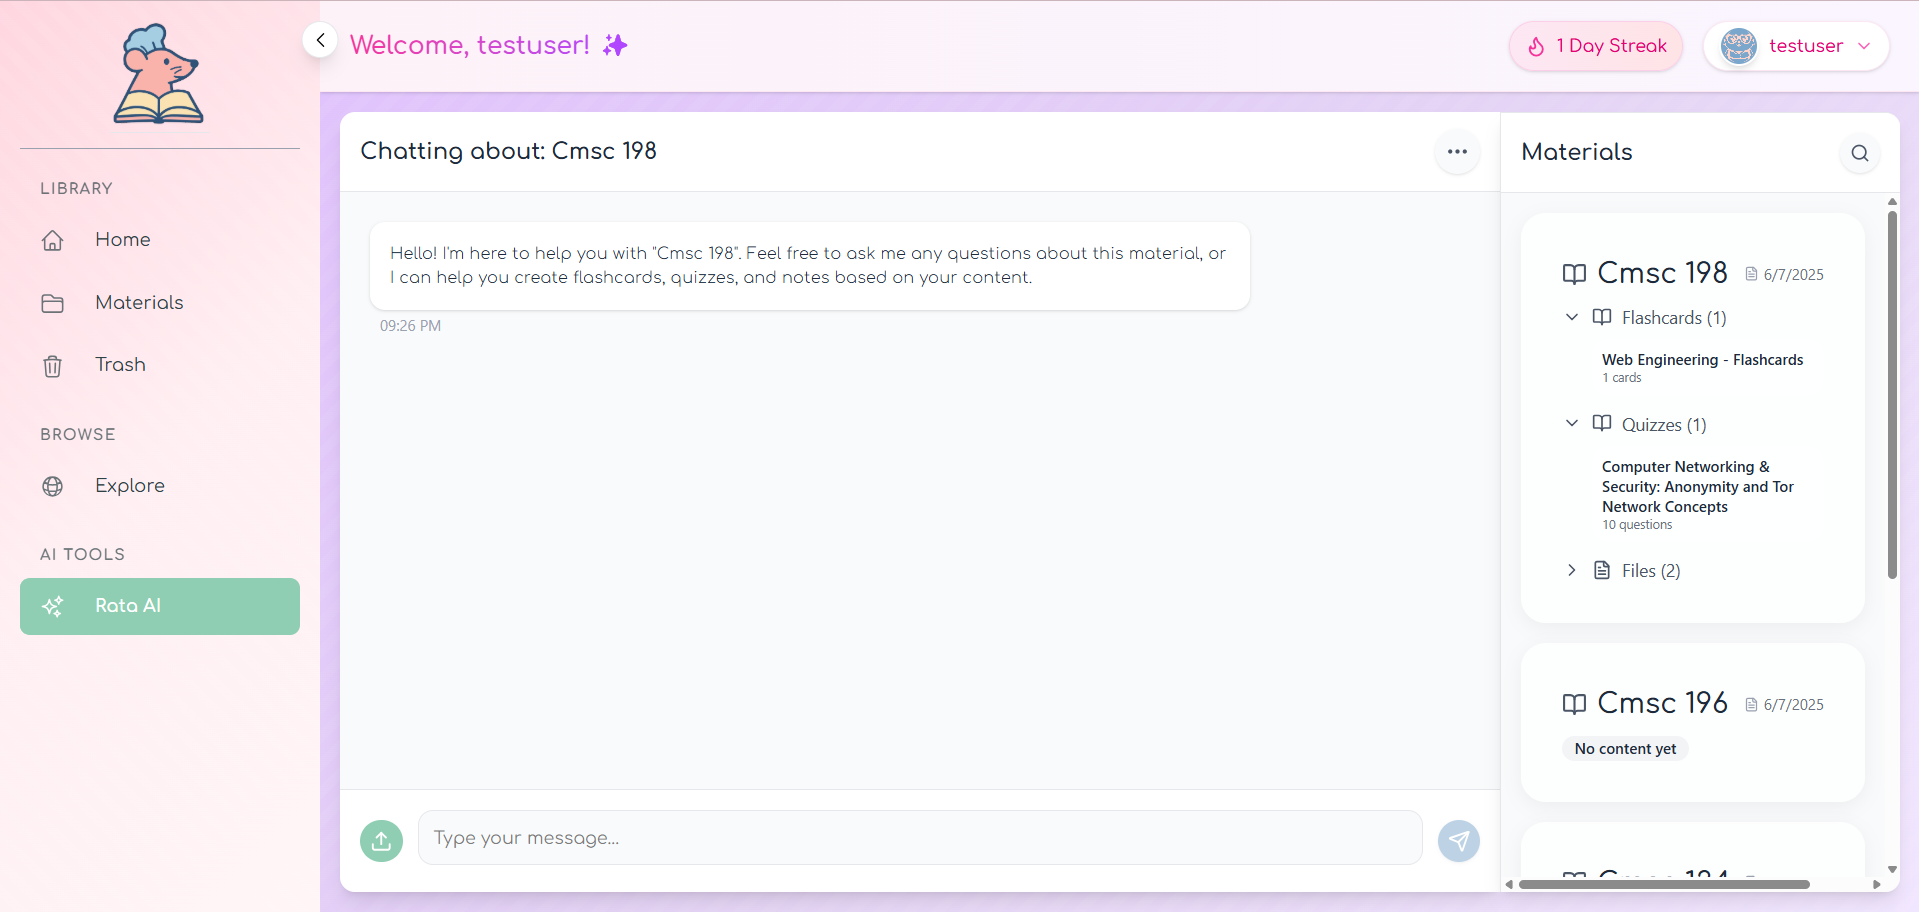 Welcome, testuser!
1 Day Streak
testuser
LIBRARY
Home
Materials
Trash
BROWSE
Explore
AI TOOLS
Rata AI
Chatting about: Cmsc 198
Hello! I'm here to help you with "Cmsc 198". Feel free to ask me any questions about this material, or
I can help you create flashcards, quizzes, and notes based on your content.
09:26 PM
Type your message...
Materials
Cmsc 198 6/7/2025
Flashcards (1)
Web Engineering - Flashcards
1 cards
Quizzes (1)
Computer Networking &
Security: Anonymity and Tor
Network Concepts
10 questions
Files (2)
Cmsc 196 6/7/2025
No content yet